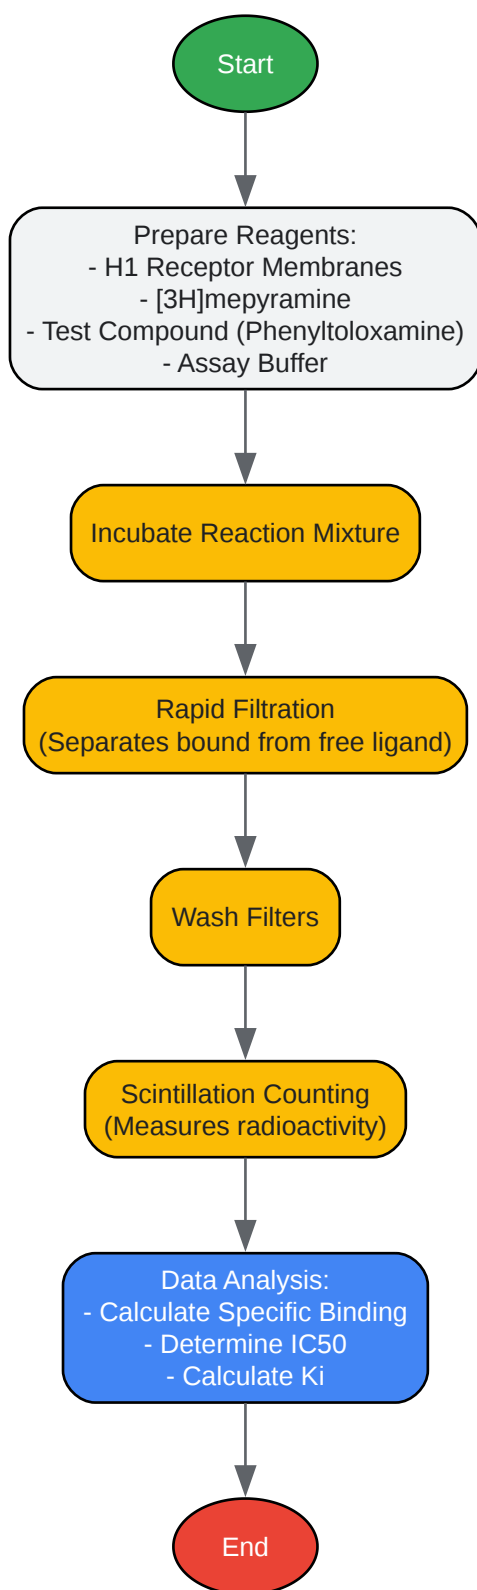 Start
Prepare Reagents:
- H1 Receptor Membranes
- [3H]mepyramine
- Test Compound (Phenyltoloxamine)
- Assay Buffer
Incubate Reaction Mixture
Rapid Filtration
(Separates bound from free ligand)
Wash Filters
Scintillation Counting
(Measures radioactivity)
Data Analysis:
- Calculate Specific Binding
- Determine IC50
- Calculate Ki
End